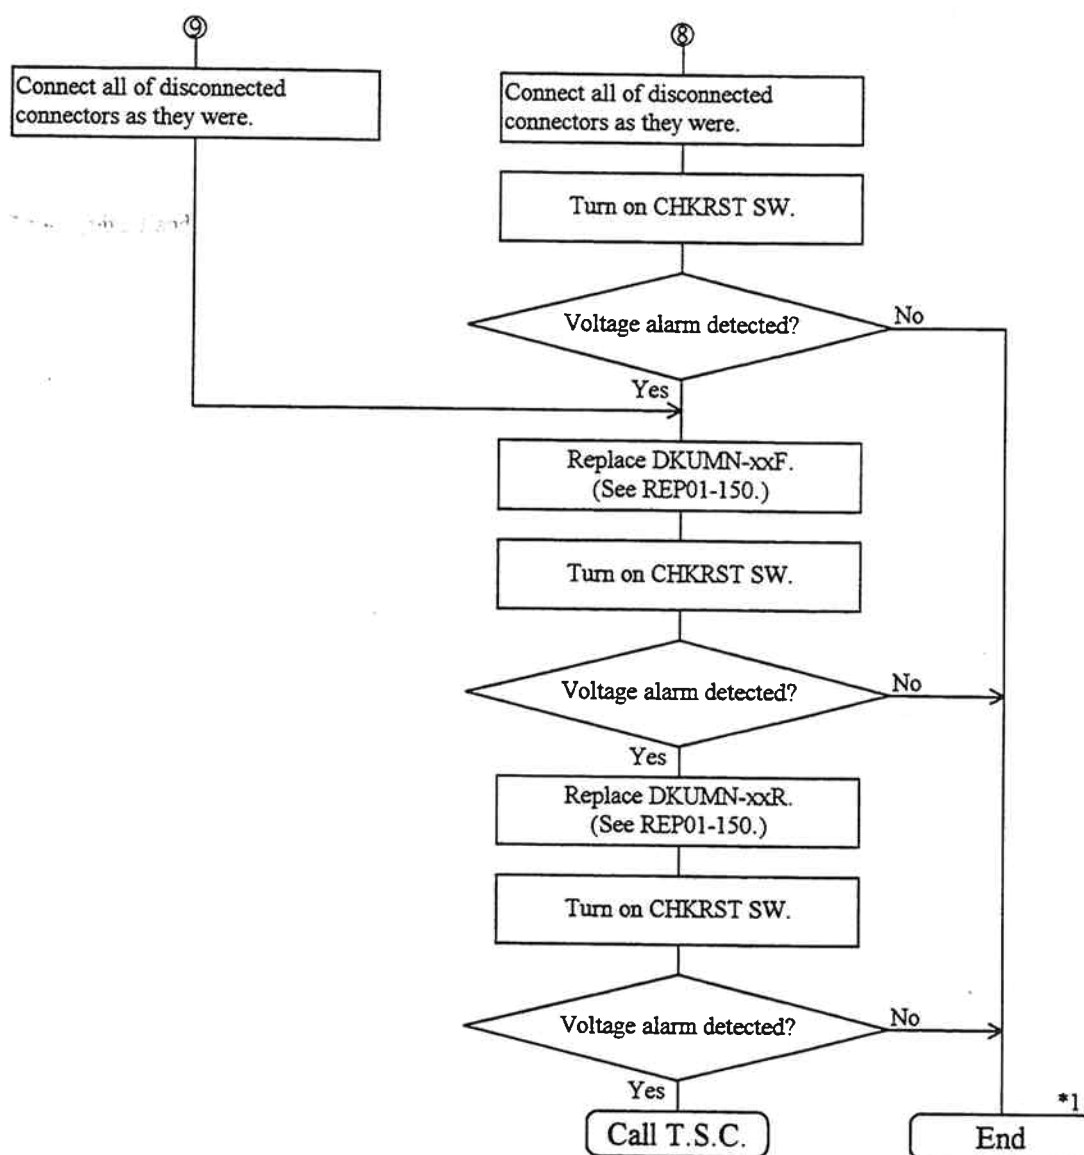 ⑨
Connect all of disconnected
connectors as they were.
⑧
Connect all of disconnected
connectors as they were.
Turn on CHKRST SW.
Voltage alarm detected?
No
Yes
Replace DKUMN-xxF.
(See REP01-150.)
Turn on CHKRST SW.
Voltage alarm detected?
No
Yes
Replace DKUMN-xxR.
(See REP01-150.)
Turn on CHKRST SW.
Voltage alarm detected?
No
Yes
Call T.S.C.
*1
End